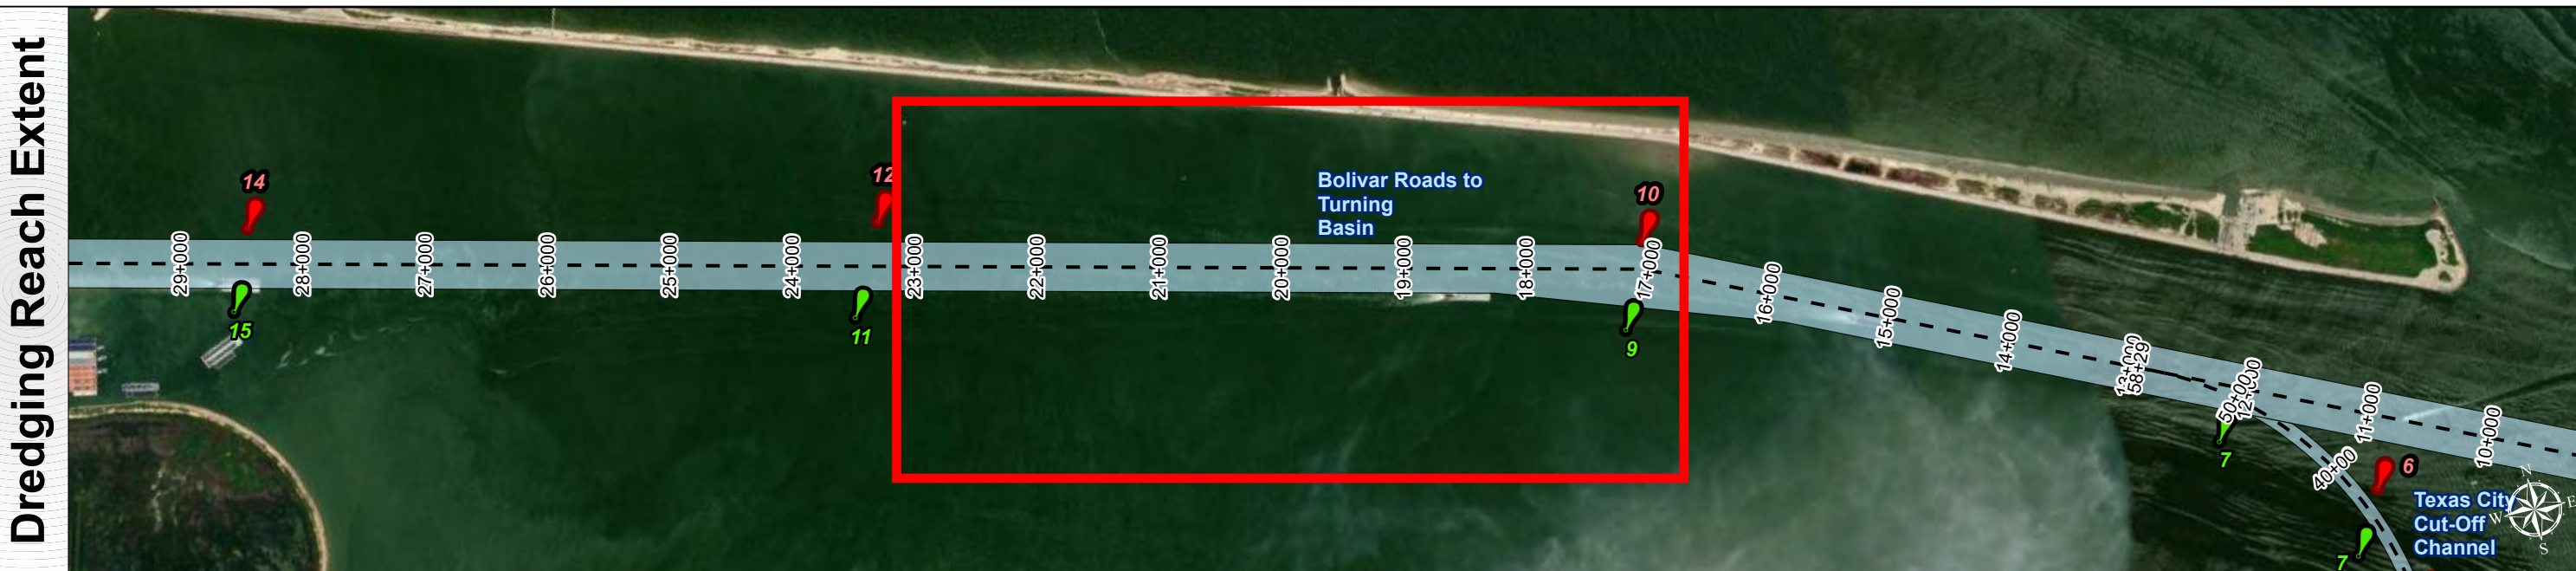 Dredging Reach Extent
14
12
10
Bolivar Roads to
Turning
Basin
29+000
28+000
27+000
26+000
25+000
24+000
23+000
22+000
21+000
20+000
19+000
18+000
17+000
16+000
15+000
14+000
13+000
58+29
50+00
12+000
11+000
10+000
15
11
9
7
40+00
6
Texas City
Cut-Off
Channel
7
N
W
E
S